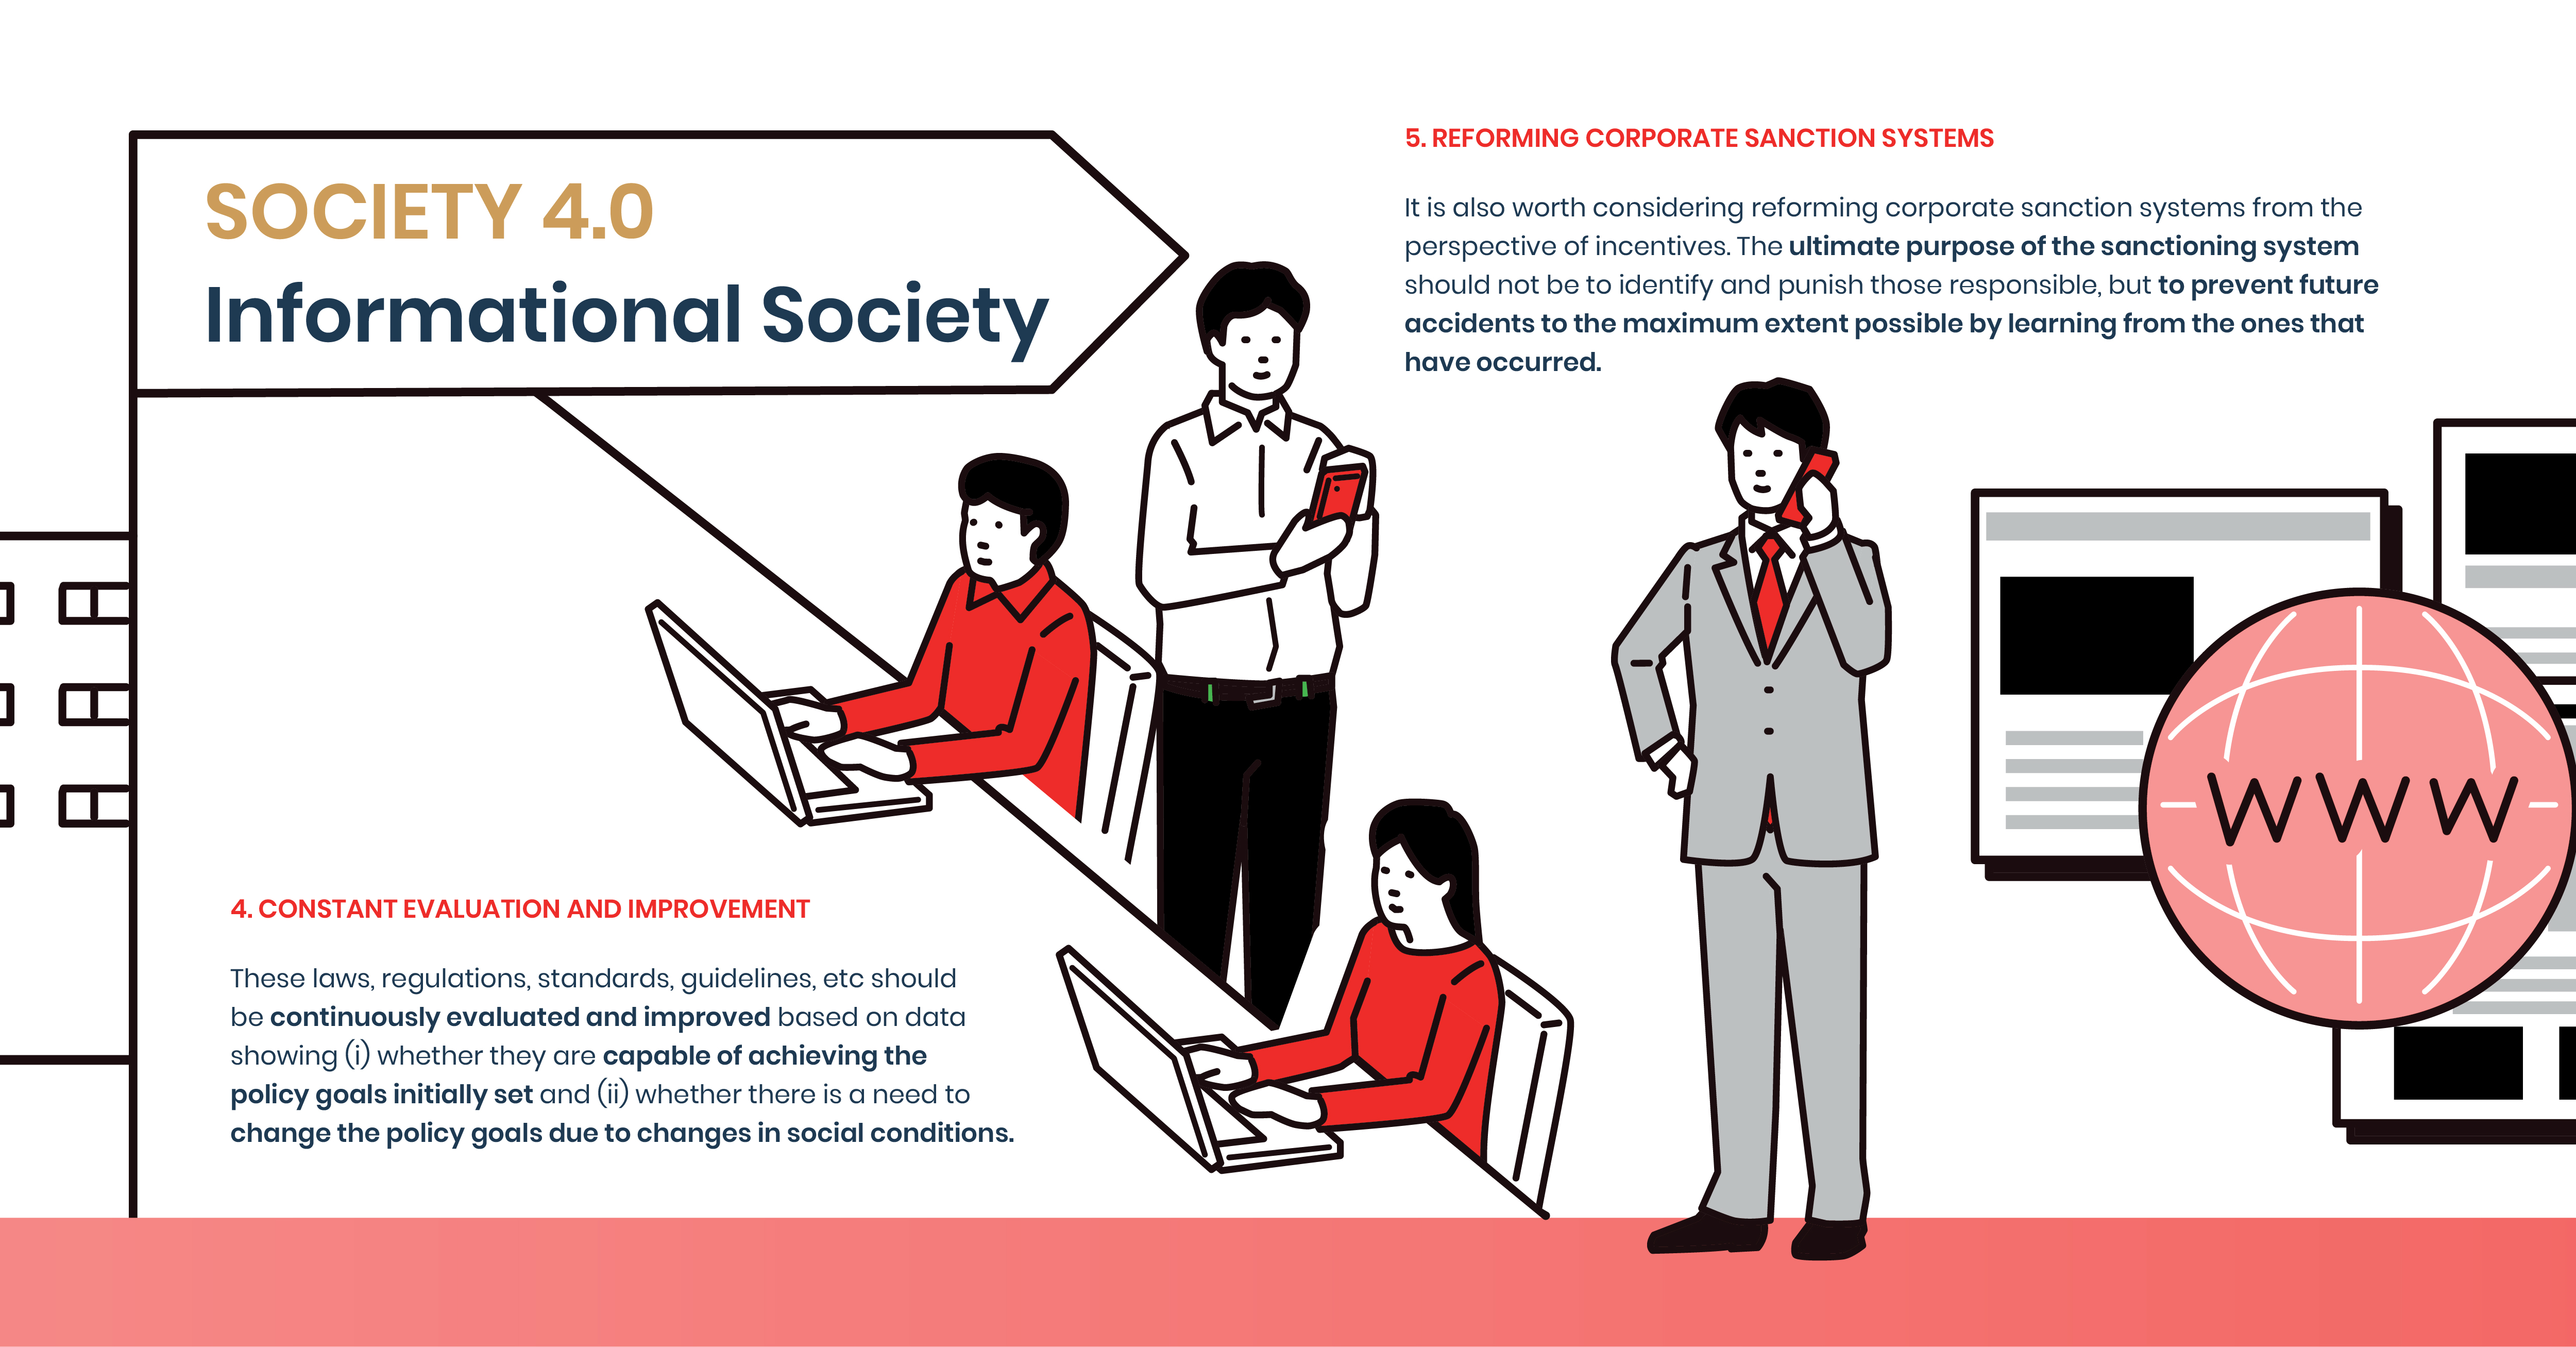 SOCIETY 4.0
Informational Society
5. REFORMING CORPORATE SANCTION SYSTEMS
It is also worth considering reforming corporate sanction systems from the
perspective of incentives. The ultimate purpose of the sanctioning system
should not be to identify and punish those responsible, but to prevent future
accidents to the maximum extent possible by learning from the ones that
have occurred.
WWW
4. CONSTANT EVALUATION AND IMPROVEMENT
These laws, regulations, standards, guidelines, etc should
be continuously evaluated and improved based on data
showing (i) whether they are capable of achieving the
policy goals initially set and (ii) whether there is a need to
change the policy goals due to changes in social conditions.